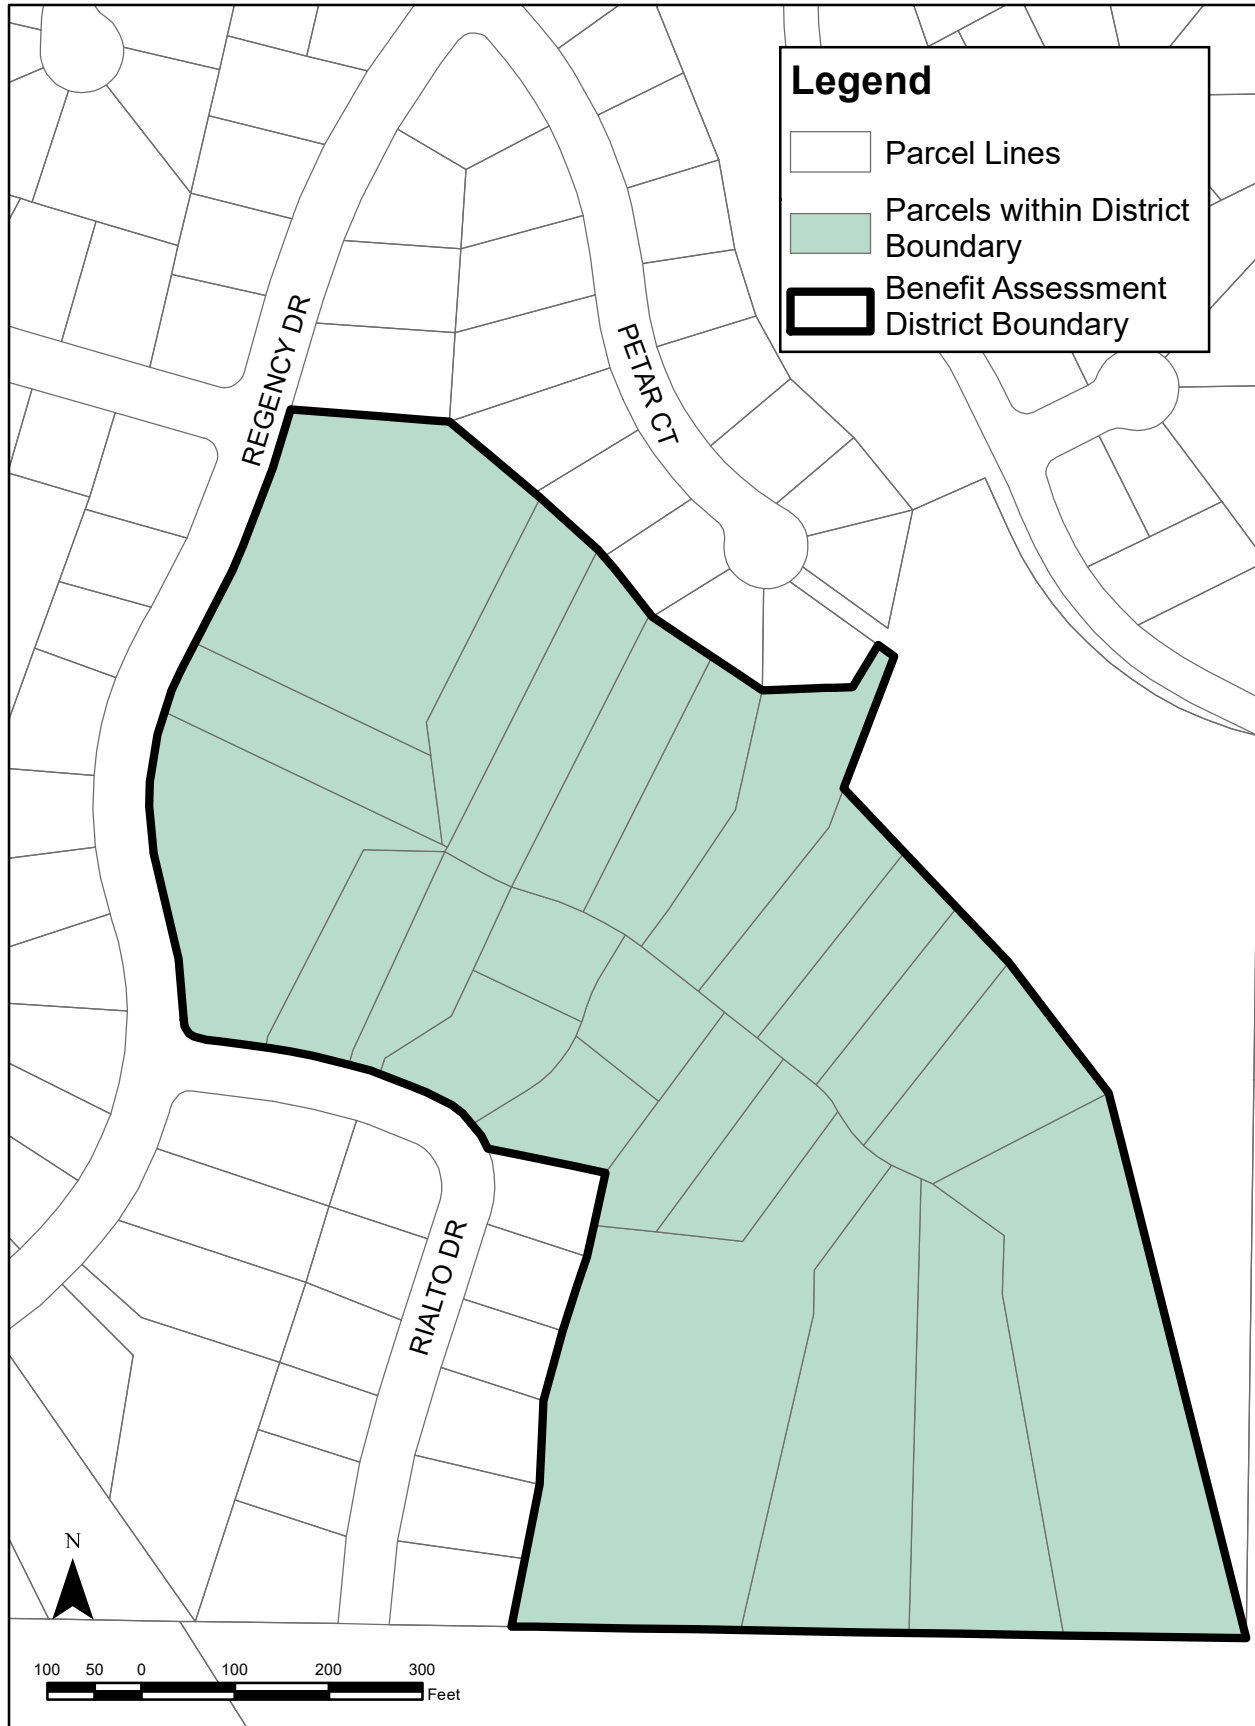 Legend
Parcel Lines
Parcels within District
Boundary
Benefit Assessment
District Boundary
REGENCY DR
PETAR CT
RIALTO DR
N
100 50 0 100 200 300
Feet